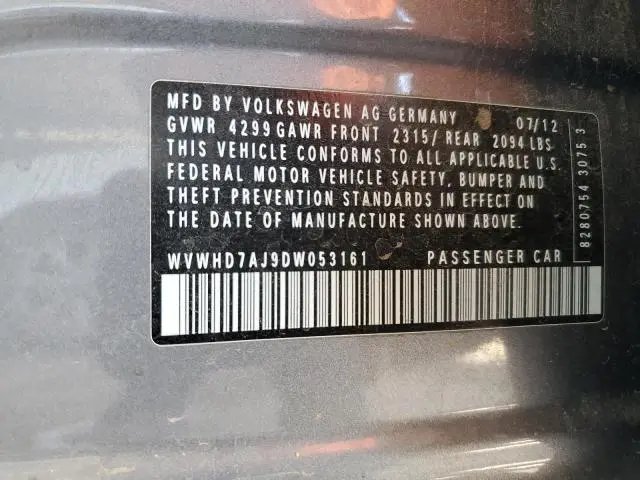 MFD BY VOLKSWAGEN AG GERMANY 07/12
GVWR 4299 GAWR FRONT 2315/ REAR 2094 LBS
THIS VEHICLE CONFORMS TO ALL APPLICABLE U.S.
FEDERAL MOTOR VEHICLE SAFETY, BUMPER AND
THEFT PREVENTION STANDARDS IN EFFECT ON
THE DATE OF MANUFACTURE SHOWN ABOVE.
WVWHD7AJ9DW053161 PASSENGER CAR
8280754 3D75 3